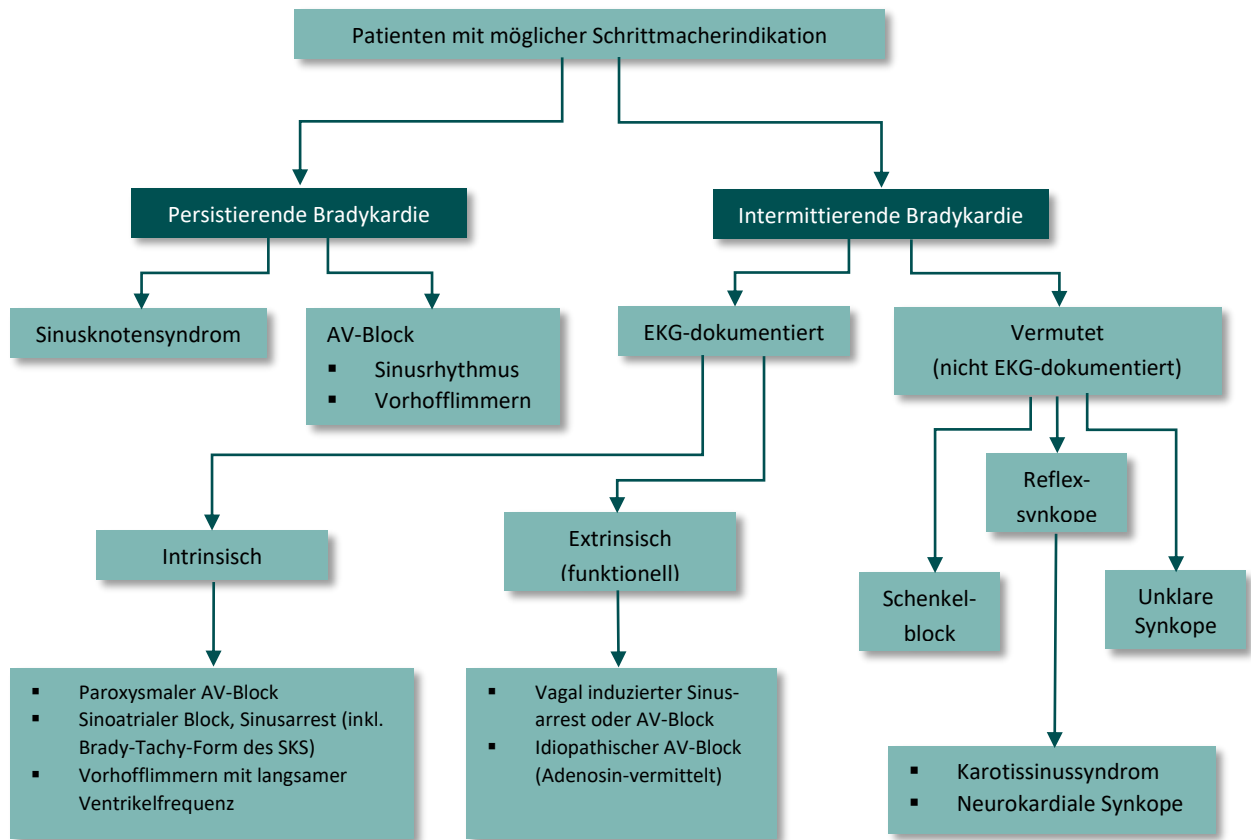 Patienten mit möglicher Schrittmacherindikation
Persistierende Bradykardie
Intermittierende Bradykardie
Sinusknotensyndrom
AV-Block
▪ Sinusrhythmus
▪ Vorhofflimmern
EKG-dokumentiert
Vermutet
(nicht EKG-dokumentiert)
Intrinsisch
Extrinsisch
(funktionell)
Schenkel-
block
Reflex-
synkope
Unklare
Synkope
▪ Paroxysmaler AV-Block
▪ Sinoatrialer Block, Sinusarrest (inkl.
Brady-Tachy-Form des SKS)
▪ Vorhofflimmern mit langsamer
Ventrikelfrequenz
▪ Vagal induzierter Sinus-
arrest oder AV-Block
▪ Idiopathischer AV-Block
(Adenosin-vermittelt)
▪ Karotissinussyndrom
▪ Neurokardiale Synkope